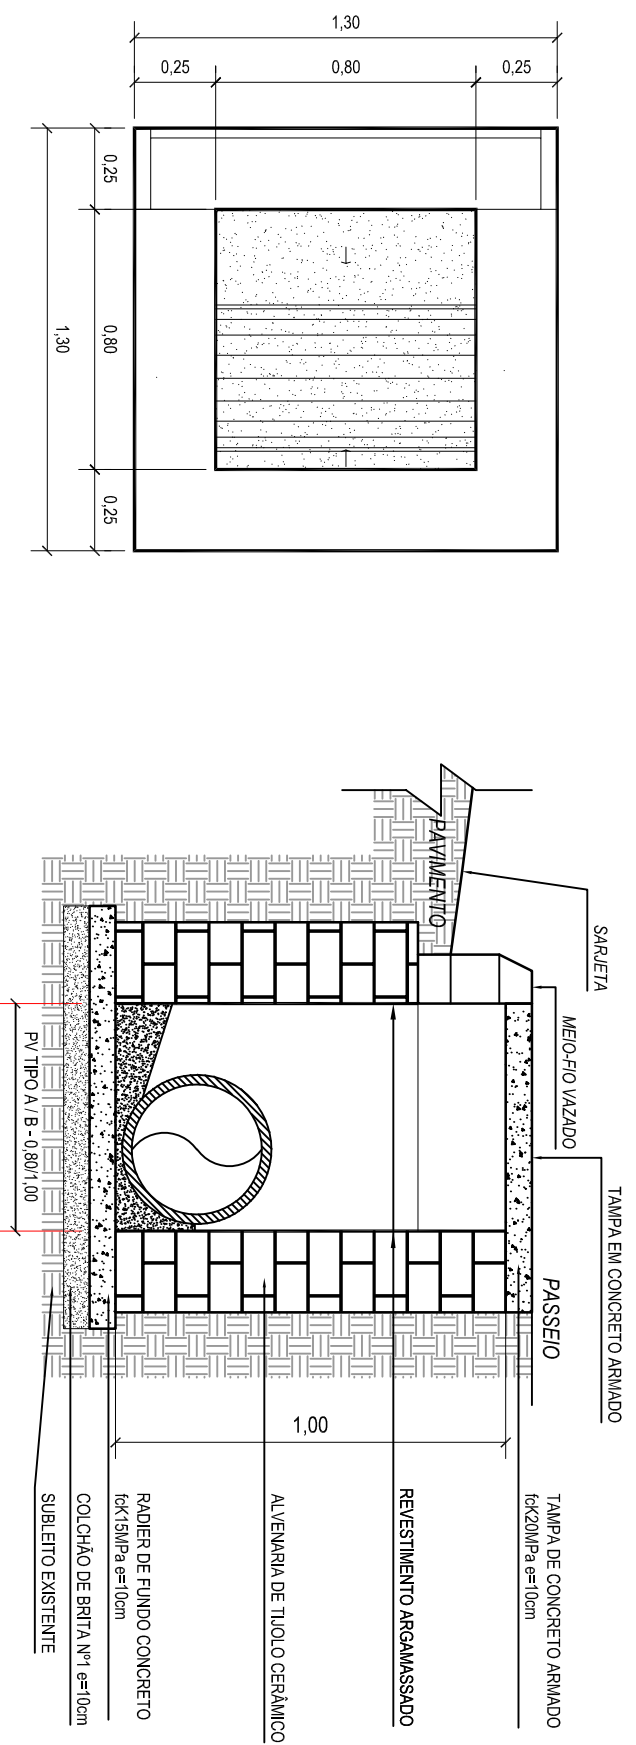 1,30
0,25
0,80
0,25
0,25
0,80
0,25
1,30
PAVIMENTO
SARJETA
MEIO-FIO VAZADO
TAMPA EM CONCRETO ARMADO
PASSEIO
PV TIPO A / B - 0,80/1,00
1,00
TAMPA DE CONCRETO ARMADO
fcK20MPa e=10cm
REVESTIMENTO ARGAMASSADO
ALVENARIA DE TIJOLO CERÂMICO
RADIER DE FUNDO CONCRETO
fcK15MPa e=10cm
COLCHÃO DE BRITA Nº1 e=10cm
SUBLEITO EXISTENTE